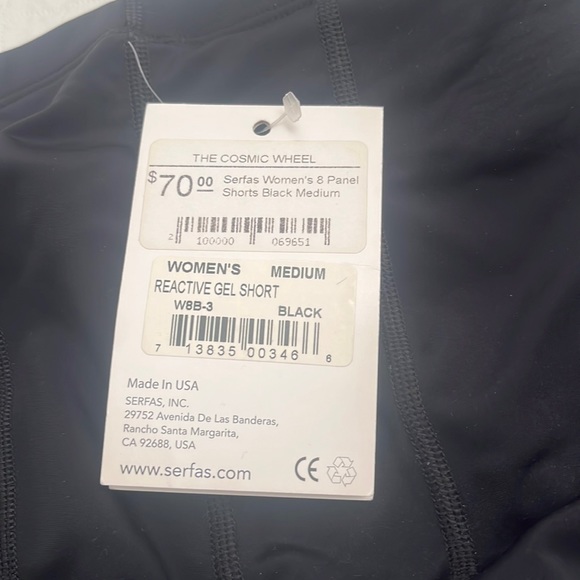 THE COSMIC WHEEL
$70.00 Serfas Women's 8 Panel
Shorts Black Medium
2 100000 069651
WOMEN'S MEDIUM
REACTIVE GEL SHORT
W8B-3 BLACK
7 13835 00346 6
Made In USA
SERFAS, INC.
29752 Avenida De Las Banderas,
Rancho Santa Margarita,
CA 92688, USA
www.serfas.com CE